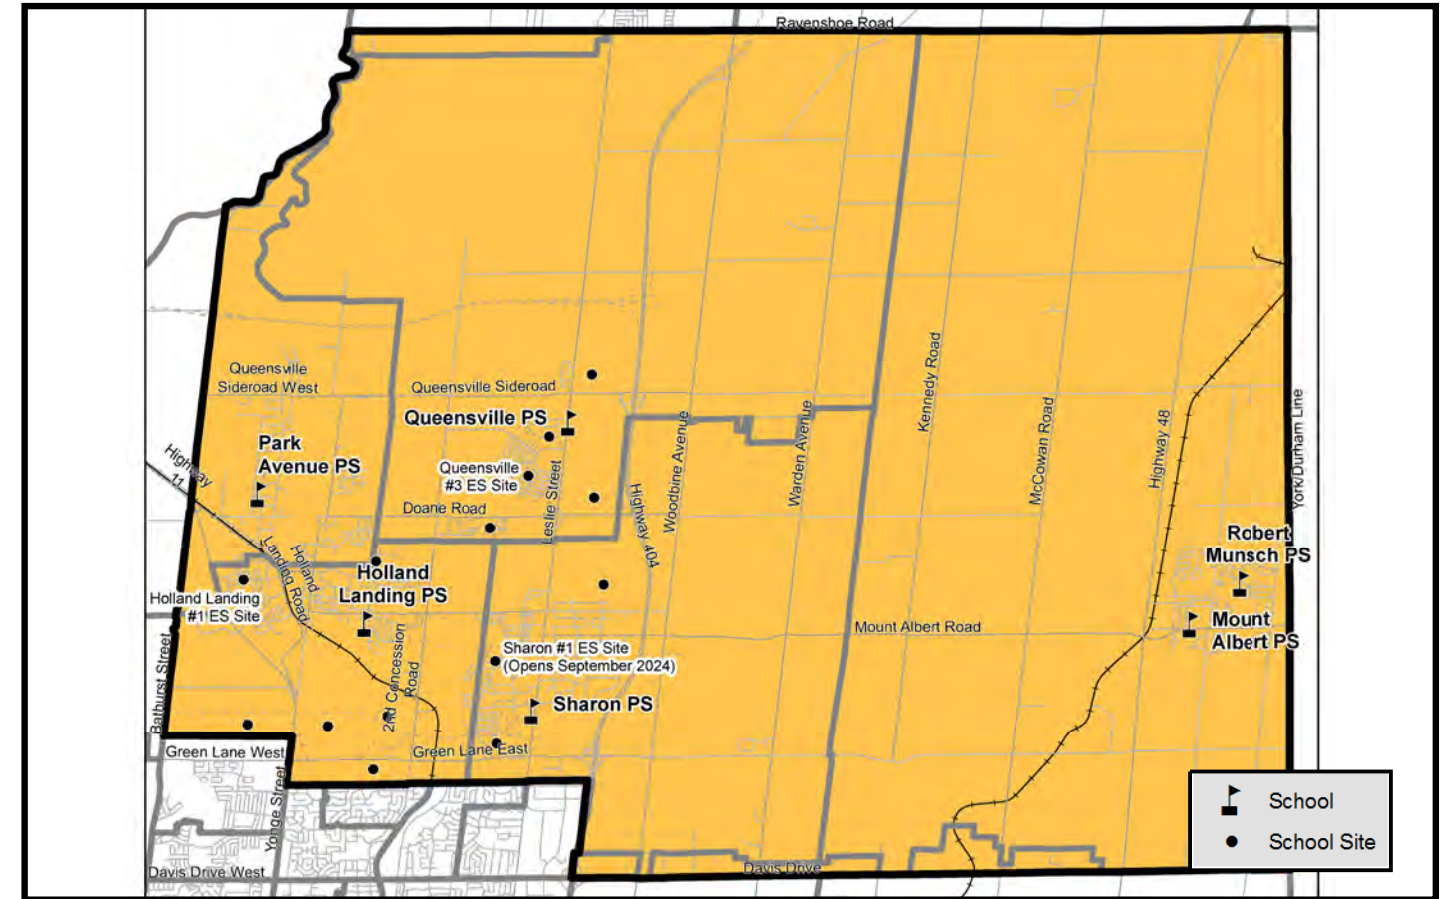 Ravenshoe Road
Queensville
Sideroad West
Queensville Sideroad
Queensville PS
Park
Avenue PS
Highway
11
Queensville
#3 ES Site
Doane Road
Leslie Street
Highway 404
Woodbine Avenue
Warden Avenue
Kennedy Road
McCowan Road
Highway 48
York/Durham Line
Robert
Munsch PS
Holland
Landing Road
Holland
Landing PS
Holland Landing
#1 ES Site
Mount Albert Road
Mount
Albert PS
Bathurst Street
2nd Concession
Road
Sharon #1 ES Site
(Opens September 2024)
Sharon PS
Green Lane West
Green Lane East
Yonge Street
Davis Drive West
Davis Drive
School
School Site